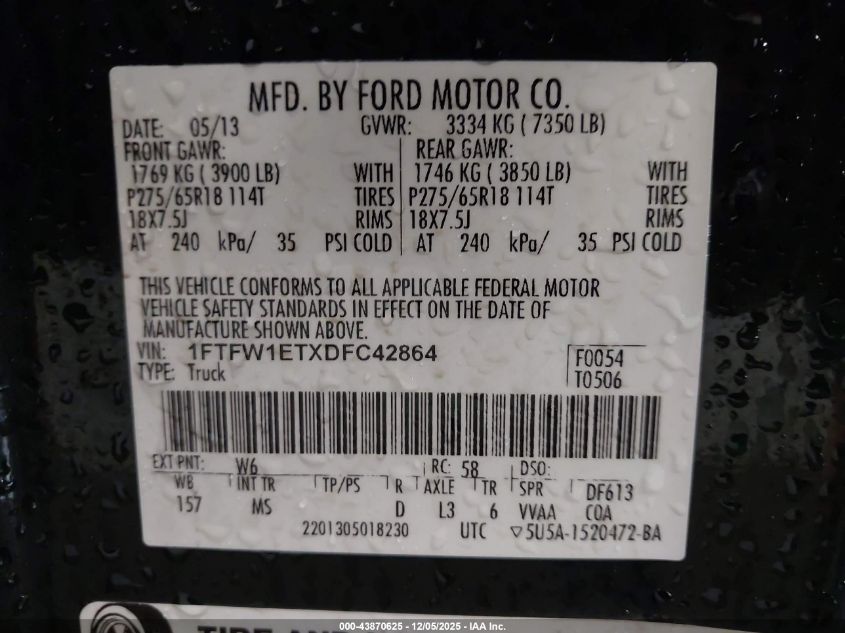 MFD. BY FORD MOTOR CO.
DATE: 05/13 GVWR: 3334 KG ( 7350 LB)
FRONT GAWR: REAR GAWR:
1769 KG ( 3900 LB) WITH 1746 KG ( 3850 LB) WITH
P275/65R18 114T TIRES P275/65R18 114T TIRES
18X7.5J RIMS 18X7.5J RIMS
AT 240 kPa/ 35 PSI COLD AT 240 kPa/ 35 PSI COLD
THIS VEHICLE CONFORMS TO ALL APPLICABLE FEDERAL MOTOR
VEHICLE SAFETY STANDARDS IN EFFECT ON THE DATE OF
MANUFACTURE SHOWN ABOVE.
VIN: 1FTFW1ETXDFC42864 F0054
TYPE: Truck T0506
EXT PNT: W6 RC: 58 DSO:
WB INT TR TP/PS R AXLE TR SPR DF613
157 MS D L3 6 VVAA COA
2201305018230 UTC ▽5U5A-1520472-BA
000-43870625 - 12/05/2025 - IAA Inc.